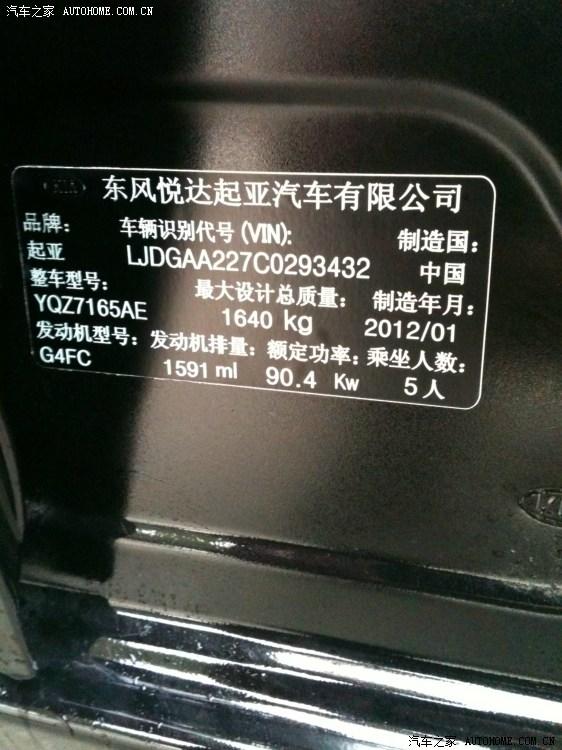 汽车之家 AUTOHOME.COM.CN
东风悦达起亚汽车有限公司
品牌： 车辆识别代号(VIN): 制造国：
起亚 LJDGAA227C0293432 中国
整车型号： 最大设计总质量： 制造年月：
YQZ7165AE 1640 kg 2012/01
发动机型号： 发动机排量： 额定功率： 乘坐人数：
G4FC 1591 ml 90.4 Kw 5人
汽车之家 AUTOHOME.COM.CN